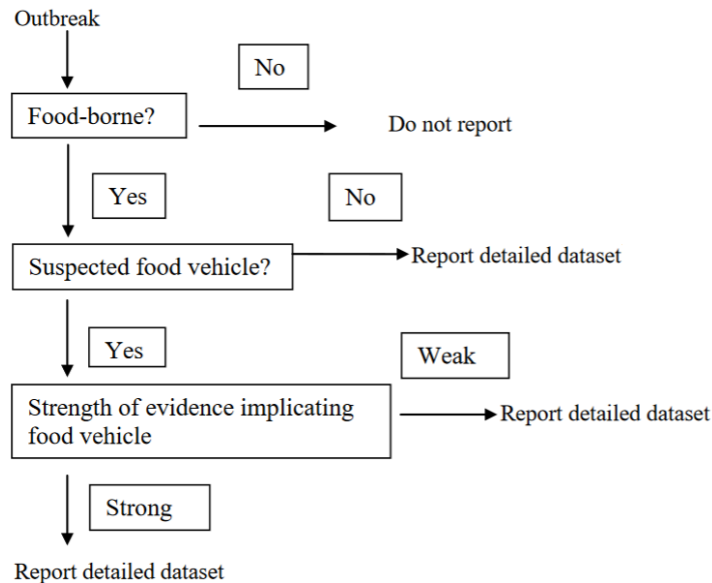 Outbreak
No
Food-borne?
Do not report
Yes
No
Suspected food vehicle?
Report detailed dataset
Yes
Weak
Strength of evidence implicating
food vehicle
Report detailed dataset
Strong
Report detailed dataset